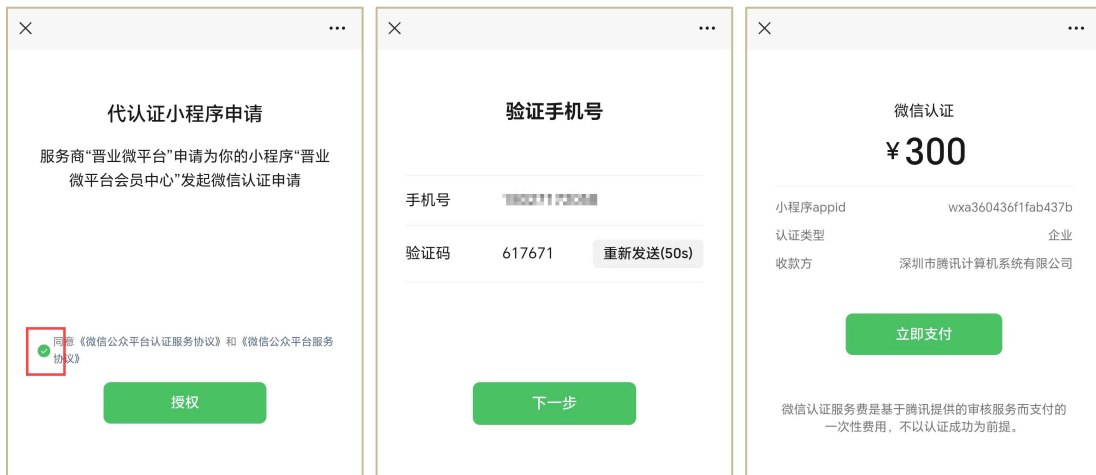 代认证小程序申请
服务商“晋业微平台”申请为你的小程序“晋业
微平台会员中心”发起微信认证申请
同意《微信公众平台认证服务协议》和《微信公众平台服务
协议》
授权
验证手机号
手机号
验证码 617671 重新发送(50s)
下一步
微信认证
¥300
小程序appid wxa360436f1fab437b
认证类型 企业
收款方 深圳市腾讯计算机系统有限公司
立即支付
微信认证服务费是基于腾讯提供的审核服务而支付的
一次性费用，不以认证成功为前提。